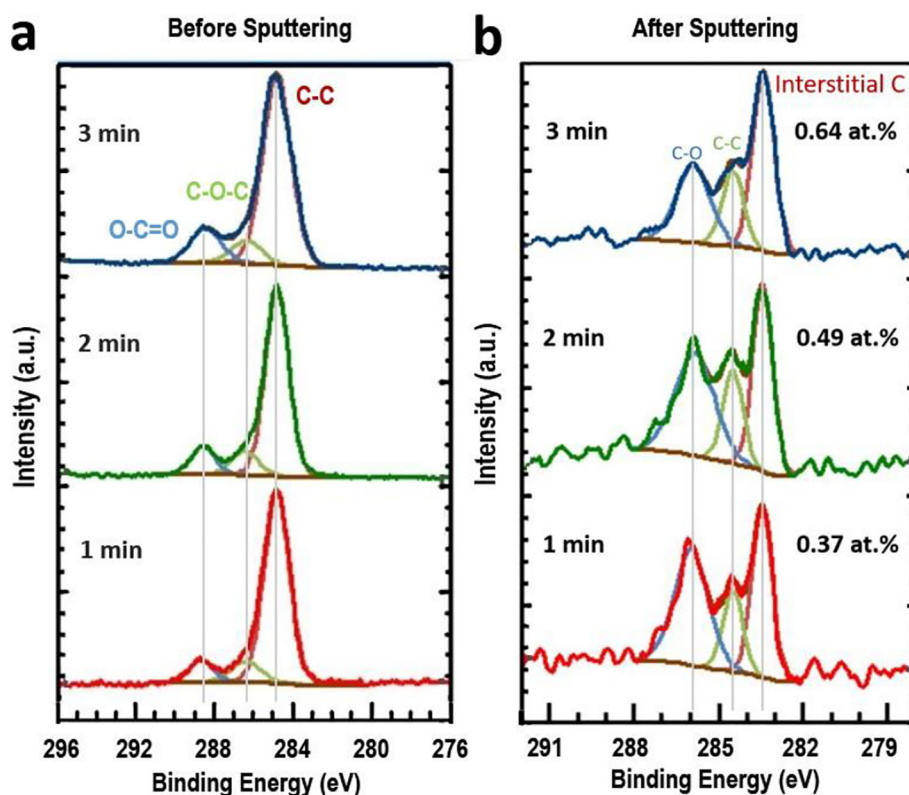 a
Before Sputtering
3 min
C-C
C-O-C
O-C=O
2 min
1 min
Intensity (a.u.)
296 292 288 284 280 276
Binding Energy (eV)
b
After Sputtering
Interstitial C
3 min
0.64 at.%
C-O
C-C
2 min
0.49 at.%
1 min
0.37 at.%
Intensity (a.u.)
291 288 285 282 279
Binding Energy (eV)